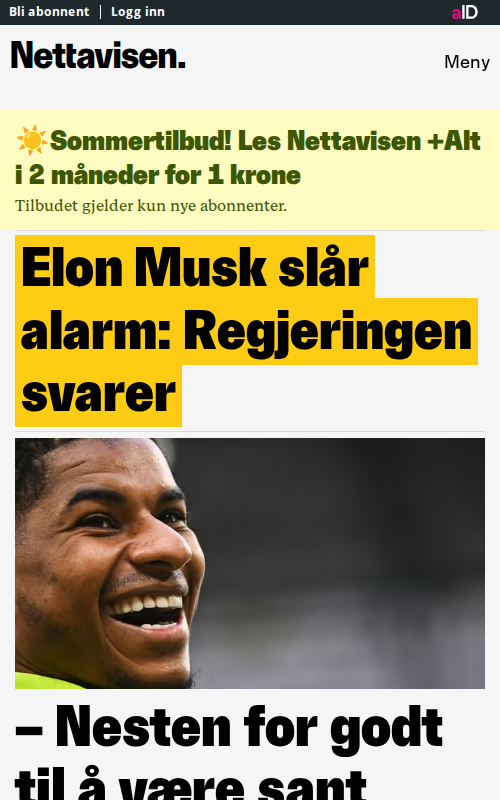 Bli abonnent | Logg inn
aID
Nettavisen.
Meny
☀️Sommertilbud! Les Nettavisen +Alt
i 2 måneder for 1 krone
Tilbudet gjelder kun nye abonnenter.
Elon Musk slår
alarm: Regjeringen
svarer
– Nesten for godt
til å være sant